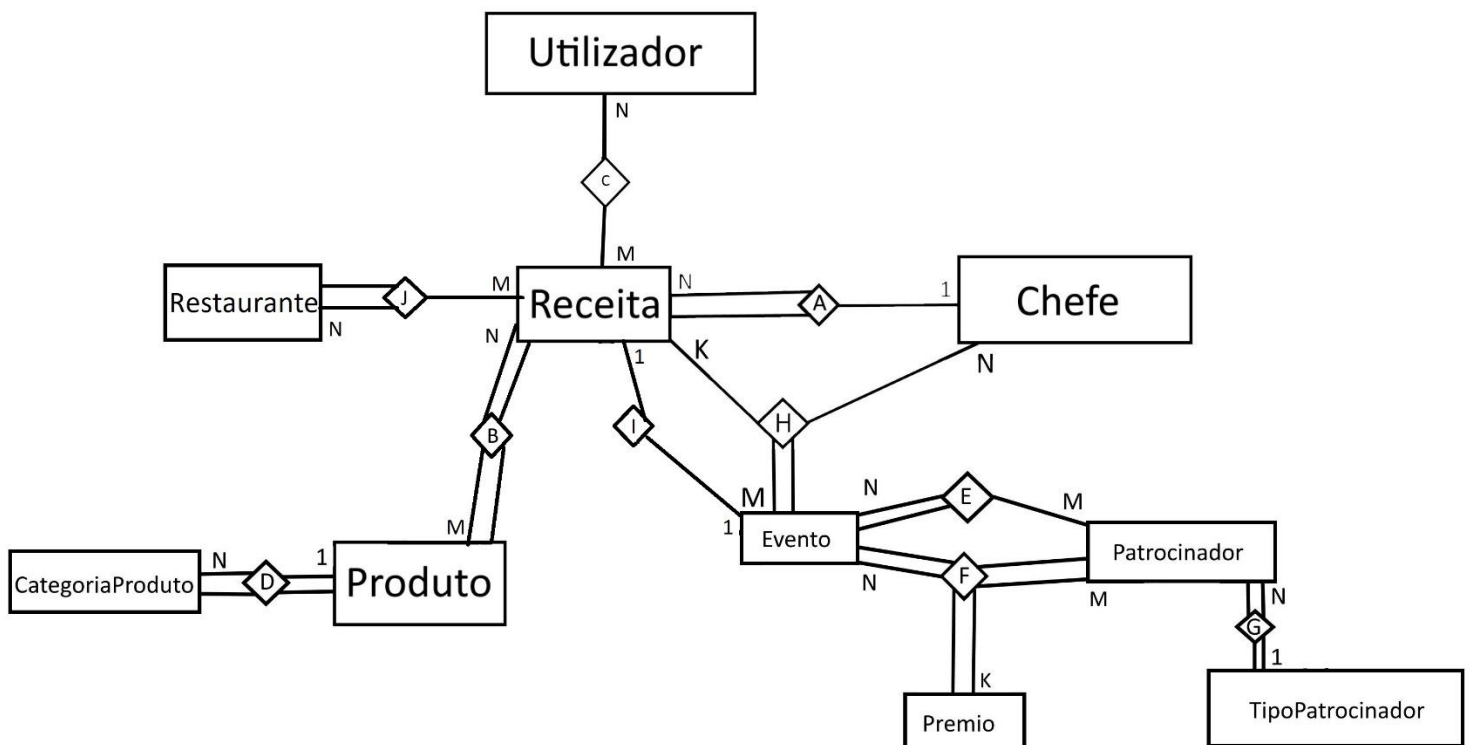 Utilizador
N
C
M
Restaurante
N
J
M
Receita
N
A
1
Chefe
N
K
1
N
H
I
B
M
1
N
E
M
Evento
Patrocinador
N
F
M
M
CategoriaProduto
N
D
1
Produto
N
G
1
K
Premio
TipoPatrocinador